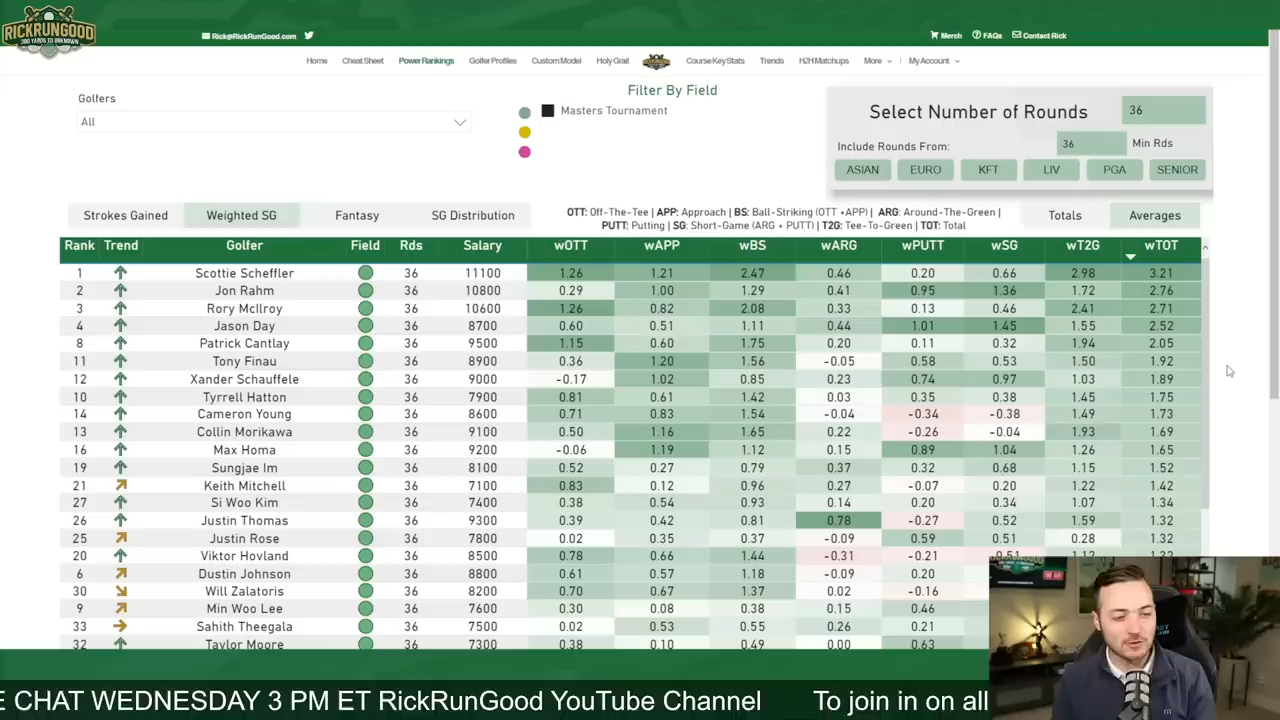 RICKRUNGOOD
300 YARDS TO UNKNOWN
Rick@RickRunGood.com
Merch FAQs Contact Rick
Home Cheat Sheet Power Rankings Golfer Profiles Custom Model Holy Grail Course Key Stats Trends H2H Matchups More My Account
Golfers
All
Filter By Field
Masters Tournament
Select Number of Rounds 36
Include Rounds From: 36 Min Rds
ASIAN EURO KFT LIV PGA SENIOR
Strokes Gained Weighted SG Fantasy SG Distribution
OTT: Off-The-Tee | APP: Approach | BS: Ball-Striking (OTT +APP) | ARG: Around-The-Green |
PUTT: Putting | SG: Short-Game (ARG + PUTT) | T2G: Tee-To-Green | TOT: Total
Totals Averages
Rank Trend Golfer Field Rds Salary wOTT wAPP wBS wARG wPUTT wSG wT2G wTOT
1 Scottie Scheffler 36 11100 1.26 1.21 2.47 0.46 0.20 0.66 2.98 3.21
2 Jon Rahm 36 10800 0.29 1.00 1.29 0.41 0.95 1.36 1.72 2.76
3 Rory McIlroy 36 10600 1.26 0.82 2.08 0.33 0.13 0.46 2.41 2.71
4 Jason Day 36 8700 0.60 0.51 1.11 0.44 1.01 1.45 1.55 2.52
8 Patrick Cantlay 36 9500 1.15 0.60 1.75 0.20 0.11 0.32 1.94 2.05
11 Tony Finau 36 8900 0.36 1.20 1.56 -0.05 0.58 0.53 1.50 1.92
12 Xander Schauffele 36 9000 -0.17 1.02 0.85 0.23 0.74 0.97 1.03 1.89
10 Tyrrell Hatton 36 7900 0.81 0.61 1.42 0.03 0.35 0.38 1.45 1.75
14 Cameron Young 36 8600 0.71 0.83 1.54 -0.04 -0.34 -0.38 1.49 1.73
13 Collin Morikawa 36 9100 0.50 1.16 1.65 0.22 -0.26 -0.04 1.93 1.69
16 Max Homa 36 9200 -0.06 1.19 1.12 0.15 0.89 1.04 1.26 1.65
19 Sungjae Im 36 8100 0.52 0.27 0.79 0.37 0.32 0.68 1.15 1.52
21 Keith Mitchell 36 7100 0.83 0.12 0.96 0.27 -0.07 0.20 1.22 1.42
27 Si Woo Kim 36 7400 0.38 0.54 0.93 0.14 0.20 0.34 1.07 1.34
26 Justin Thomas 36 9300 0.39 0.42 0.81 0.78 -0.27 0.52 1.59 1.32
25 Justin Rose 36 7800 0.02 0.35 0.37 -0.09 0.59 0.51 0.28 1.32
20 Viktor Hovland 36 8500 0.78 0.66 1.44 -0.31 -0.21
6 Dustin Johnson 36 8800 0.61 0.57 1.18 -0.09 0.20
30 Will Zalatoris 36 8200 0.70 0.67 1.37 0.02 -0.16
9 Min Woo Lee 36 7600 0.30 0.08 0.38 0.15 0.46
33 Sahith Theegala 36 7500 0.02 0.53 0.55 0.26 0.21
32 Taylor Moore 36 7300 0.38 0.10 0.49 0.00 0.63
E CHAT WEDNESDAY 3 PM ET RickRunGood YouTube Channel To join in on all